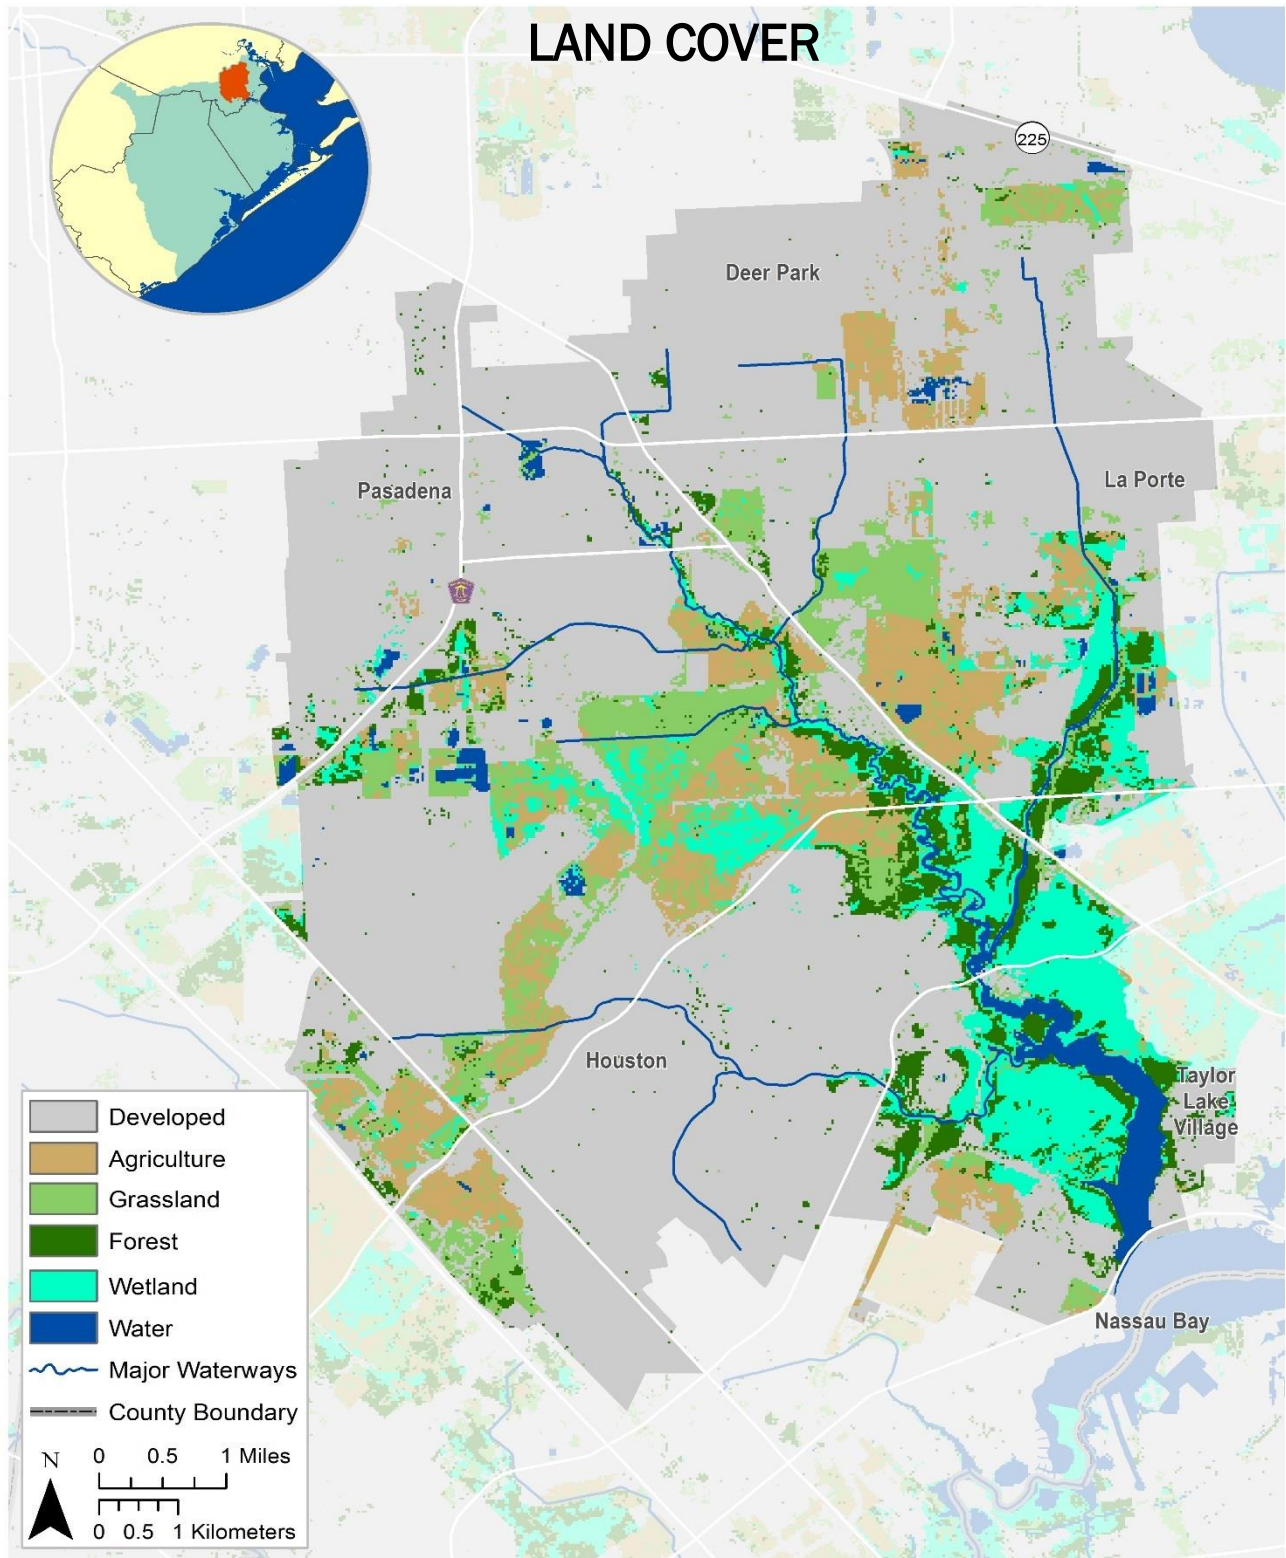 LAND COVER
225
Deer Park
Pasadena
La Porte
Houston
Taylor
Lake
Village
Nassau Bay
Developed
Agriculture
Grassland
Forest
Wetland
Water
Major Waterways
County Boundary
N
0 0.5 1 Miles
0 0.5 1 Kilometers